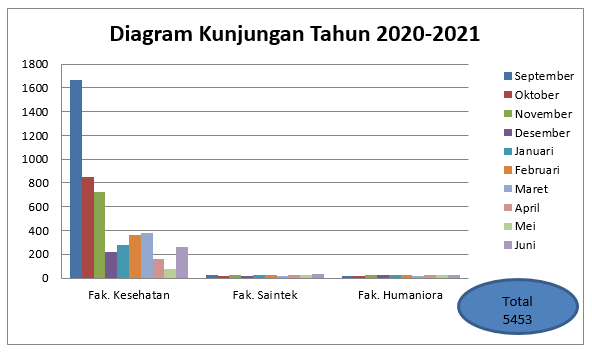 Diagram Kunjungan Tahun 2020-2021
1800
1600
1400
1200
1000
800
600
400
200
0
Fak. Kesehatan
Fak. Saintek
Fak. Humaniora
September
Oktober
November
Desember
Januari
Februari
Maret
April
Mei
Juni
Total
5453